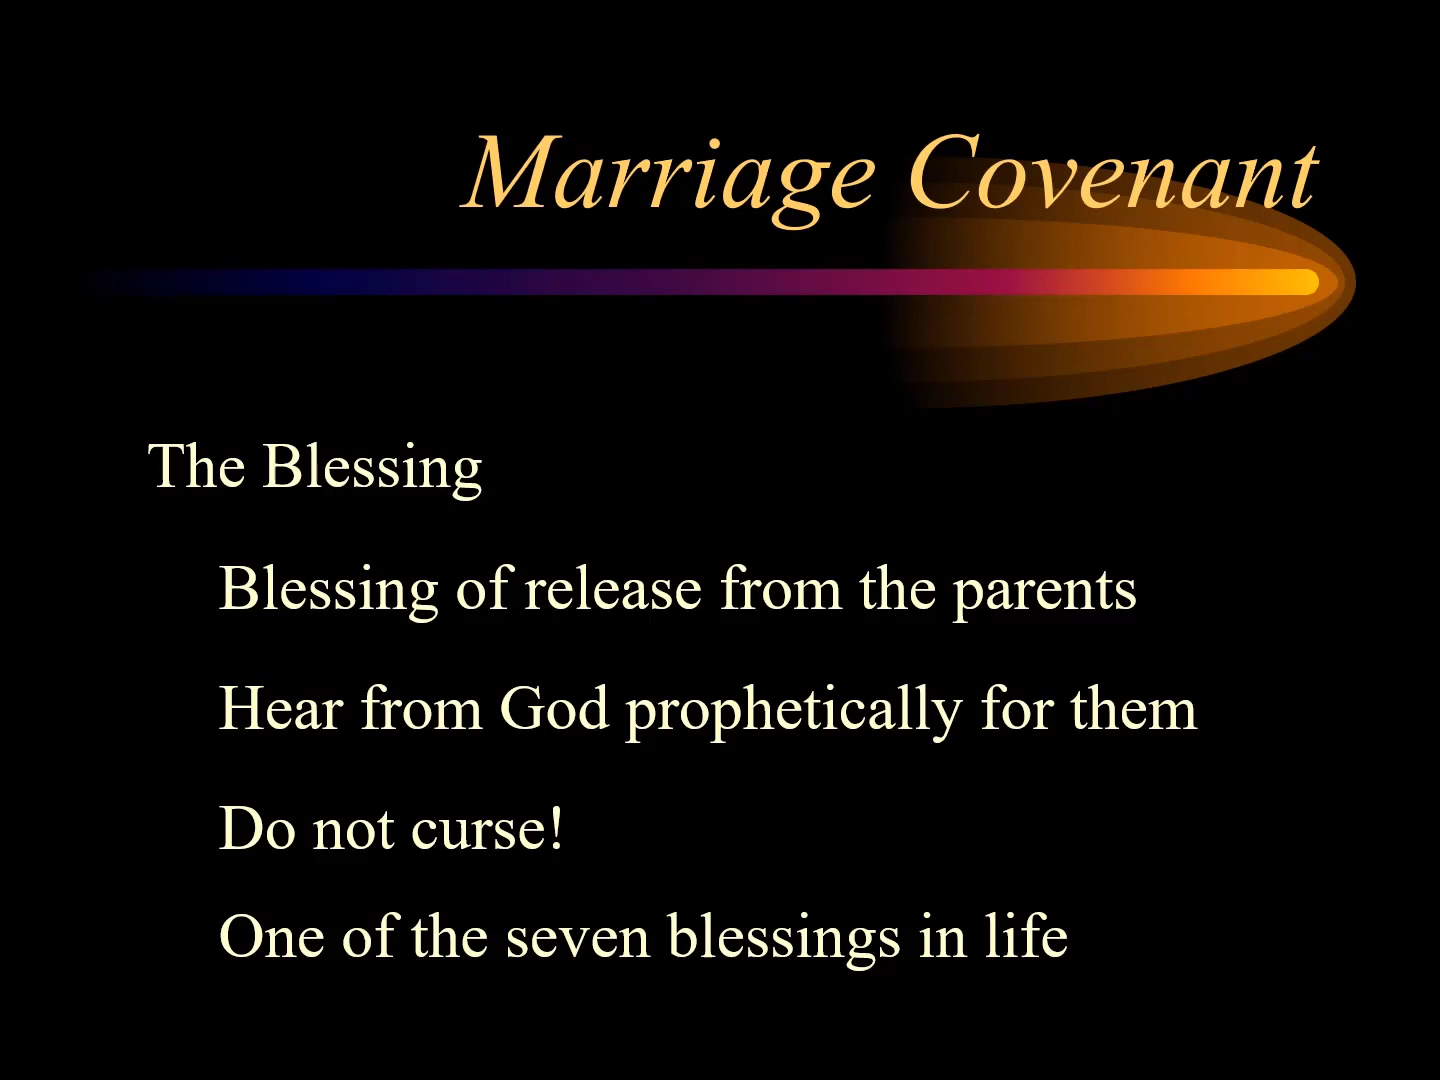 Marriage Covenant
The Blessing
Blessing of release from the parents
Hear from God prophetically for them
Do not curse!
One of the seven blessings in life